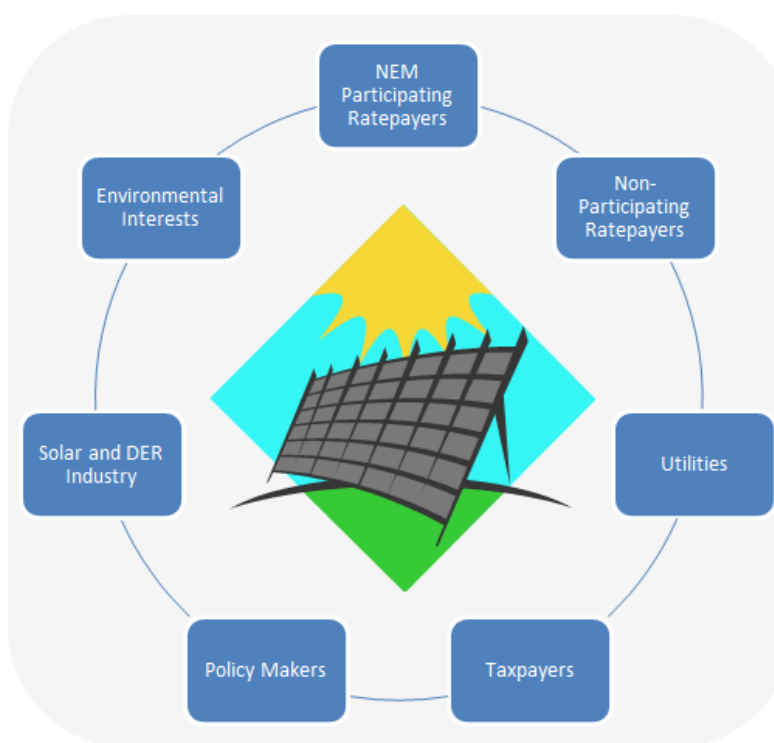 NEM
Participating
Ratepayers
Non-
Participating
Ratepayers
Utilities
Taxpayers
Policy Makers
Solar and DER
Industry
Environmental
Interests